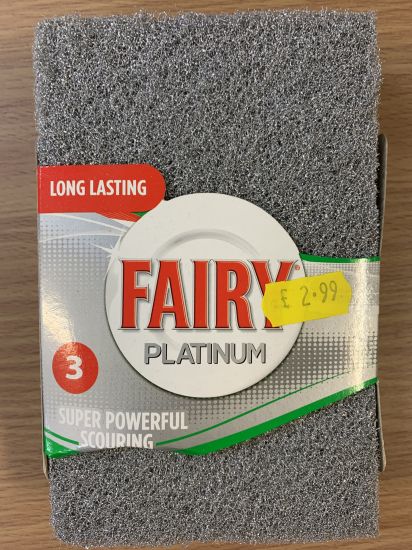 LONG LASTING
FAIRY
£ 2.99
PLATINUM
3
SUPER POWERFUL
SCOURING